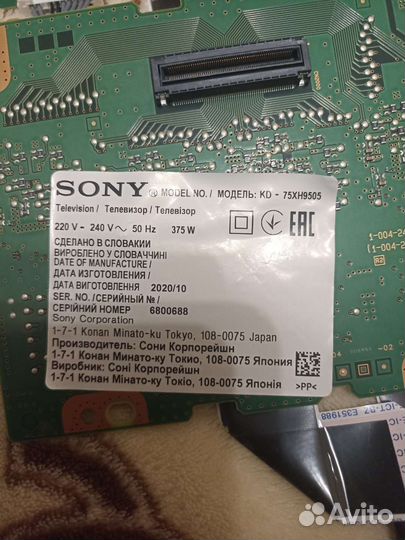 SONY ® MODEL NO. / МОДЕЛЬ: KD - 75XH9505
Television / Телевизор / Телевізор
220 V - 240 V ~ 50 Hz 375 W
EAC
СДЕЛАНО В СЛОВАКИИ
ВИРОБЛЕНО У СЛОВАЧЧИНІ
DATE OF MANUFACTURE /
ДАТА ИЗГОТОВЛЕНИЯ /
ДАТА ВИГОТОВЛЕННЯ 2020/10
SER. NO. /СЕРИЙНЫЙ № /
СЕРІЙНИЙ НОМЕР 6800688
Sony Corporation
1-7-1 Konan Minato-ku Tokyo, 108-0075 Japan
Производитель: Сони Корпорейшн
1-7-1 Конан Минато-ку Токио, 108-0075 Япония
Виробник: Соні Корпорейшн
1-7-1 Конан Мінато-ку Токіо, 108-0075 Японія
>PP<
R2
-02
E351988
Avito